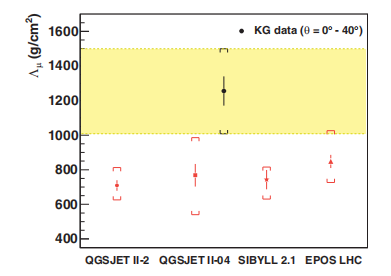 Λμ (g/cm²)
1600
1400
1200
1000
800
600
400
KG data (θ = 0° - 40°)
QGSJET II-2 QGSJET II-04 SIBYLL 2.1 EPOS LHC